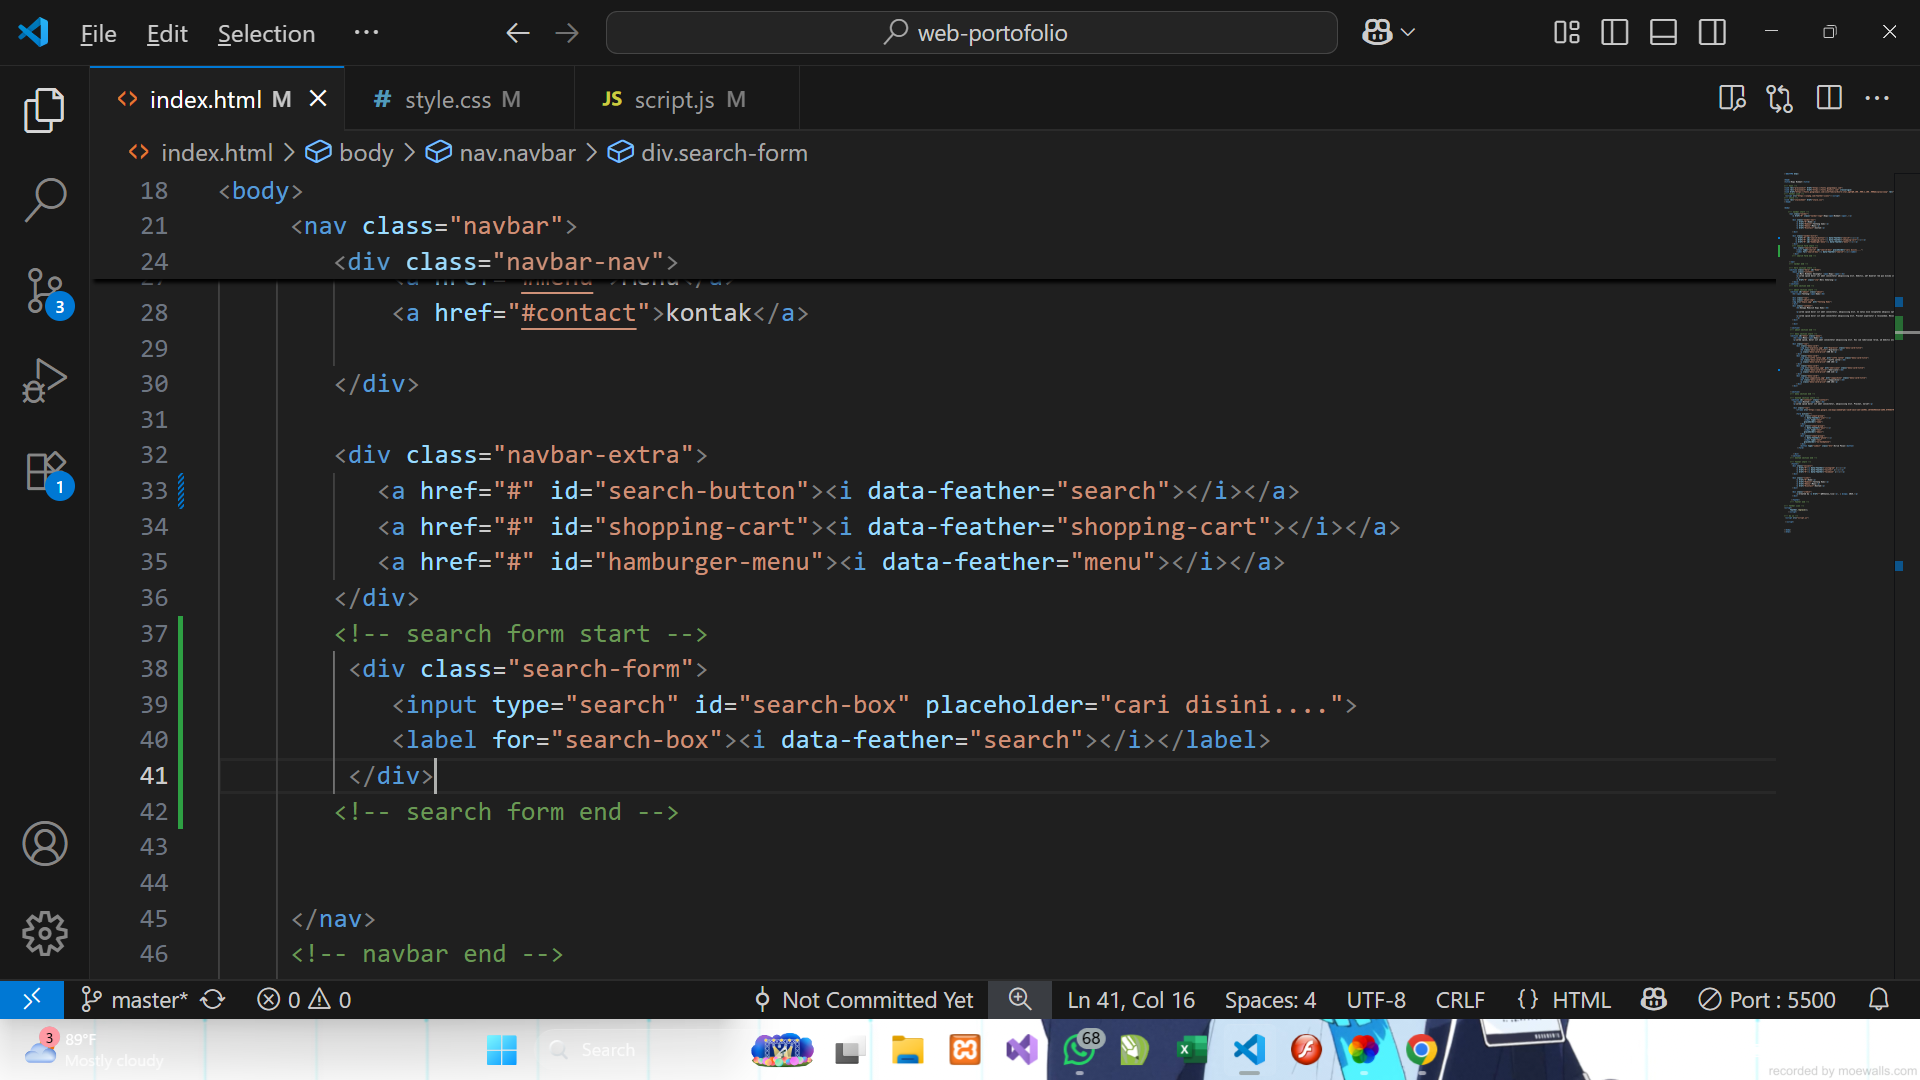 File Edit Selection ··· web-portofolio
index.html M style.css M JS script.js M
index.html > body > nav.navbar > div.search-form
18 <body>
21 <nav class="navbar">
24 <div class="navbar-nav">
28 <a href="#contact">kontak</a>
29
30 </div>
31
32 <div class="navbar-extra">
33 <a href="#" id="search-button"><i data-feather="search"></i></a>
34 <a href="#" id="shopping-cart"><i data-feather="shopping-cart"></i></a>
35 <a href="#" id="hamburger-menu"><i data-feather="menu"></i></a>
36 </div>
37 <!-- search form start -->
38 <div class="search-form">
39 <input type="search" id="search-box" placeholder="cari disini....">
40 <label for="search-box"><i data-feather="search"></i></label>
41 </div>
42 <!-- search form end -->
43
44
45 </nav>
46 <!-- navbar end -->
3
1
master* 0 0 Not Committed Yet Ln 41, Col 16 Spaces: 4 UTF-8 CRLF {} HTML Port : 5500
3 89°F
Mostly cloudy
Search
68
recorded by moewalls.com